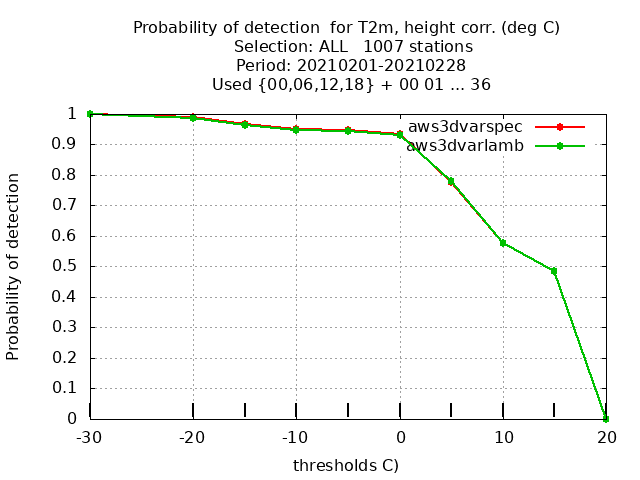 Probability of detection  for T2m, height corr. (deg C)
Selection: ALL   1007 stations
Period: 20210201-20210228
Used {00,06,12,18} + 00 01 ... 36
aws3dvarspec
aws3dvarlamb
Probability of detection
1
0.9
0.8
0.7
0.6
0.5
0.4
0.3
0.2
0.1
0
-30 -20 -10 0 10 20
thresholds C)